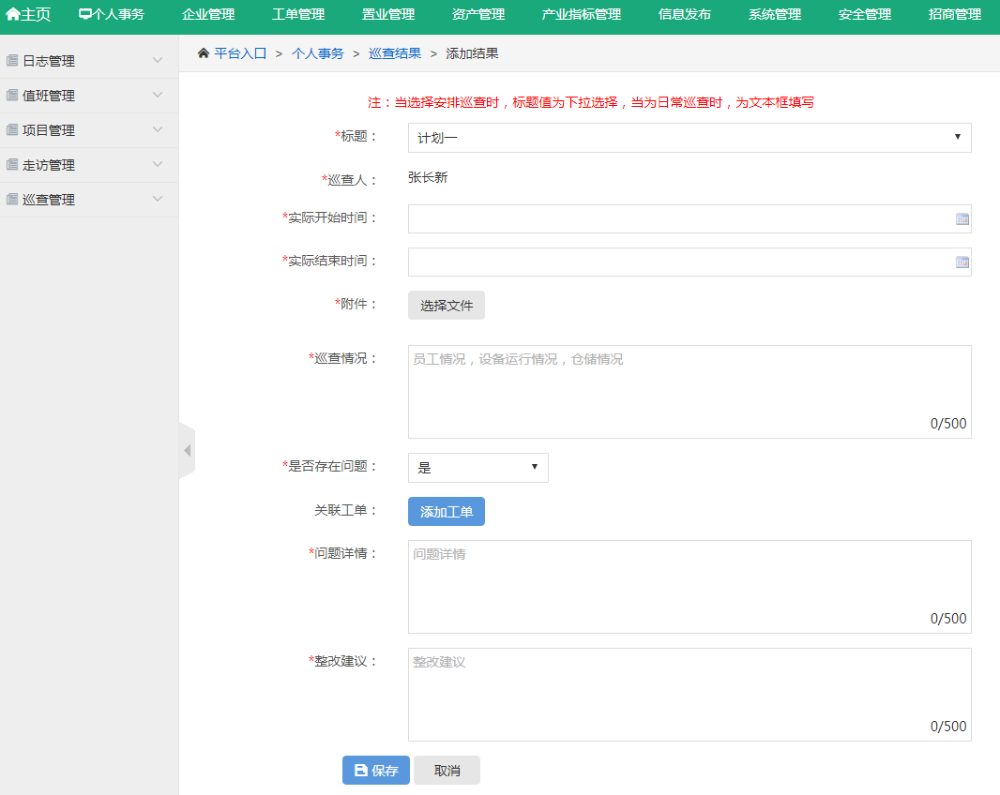 主页 个人事务 企业管理 工单管理 置业管理 资产管理 产业指标管理 信息发布 系统管理 安全管理 招商管理
日志管理
值班管理
项目管理
走访管理
巡查管理
平台入口 > 个人事务 > 巡查结果 > 添加结果
注：当选择安排巡查时，标题值为下拉选择，当为日常巡查时，为文本框填写
*标题： 计划一
*巡查人： 张长新
*实际开始时间：
*实际结束时间：
*附件： 选择文件
*巡查情况： 员工情况，设备运行情况，仓储情况
0/500
*是否存在问题： 是
关联工单： 添加工单
*问题详情： 问题详情
0/500
*整改建议： 整改建议
0/500
保存 取消